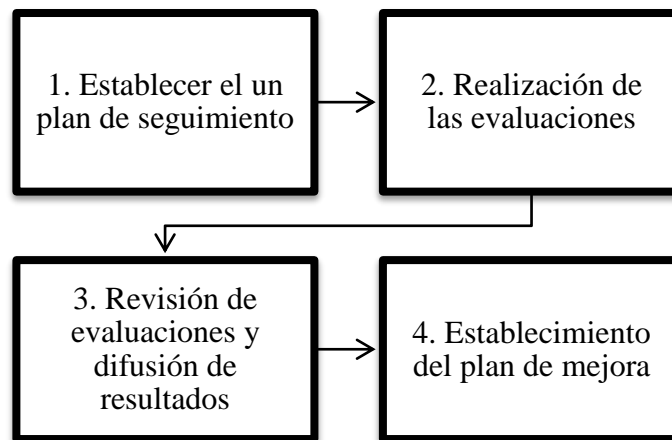 1. Establecer el un
plan de seguimiento
2. Realización de
las evaluaciones
3. Revisión de
evaluaciones y
difusión de
resultados
4. Establecimiento
del plan de mejora